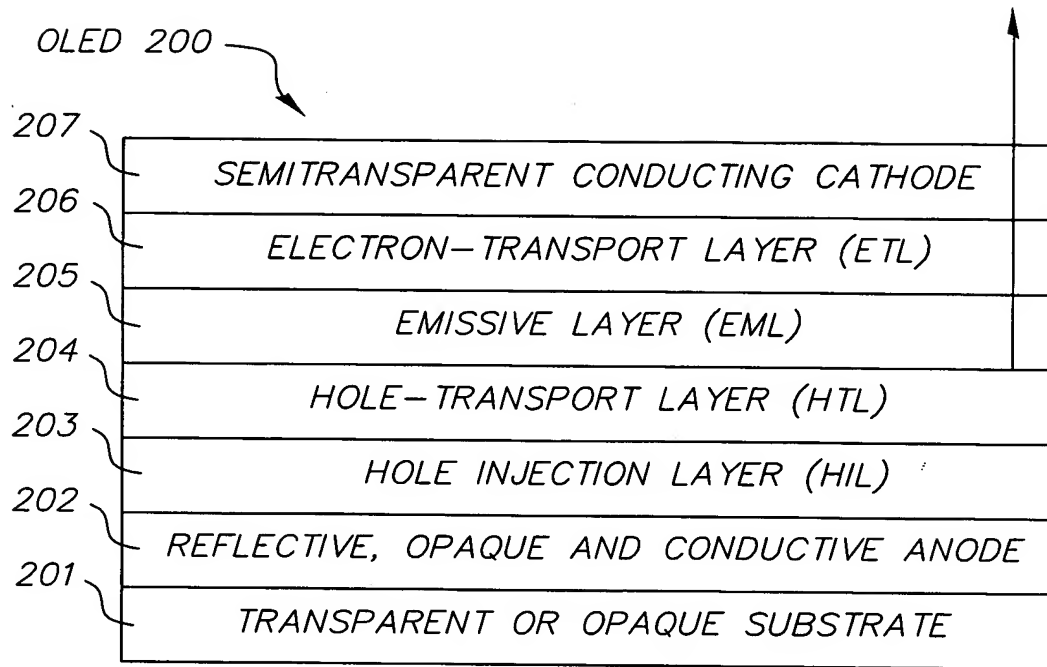 OLED 200
207
SEMITRANSPARENT CONDUCTING CATHODE
206
ELECTRON-TRANSPORT LAYER (ETL)
205
EMISSIVE LAYER (EML)
204
HOLE-TRANSPORT LAYER (HTL)
203
HOLE INJECTION LAYER (HIL)
202
REFLECTIVE, OPAQUE AND CONDUCTIVE ANODE
201
TRANSPARENT OR OPAQUE SUBSTRATE